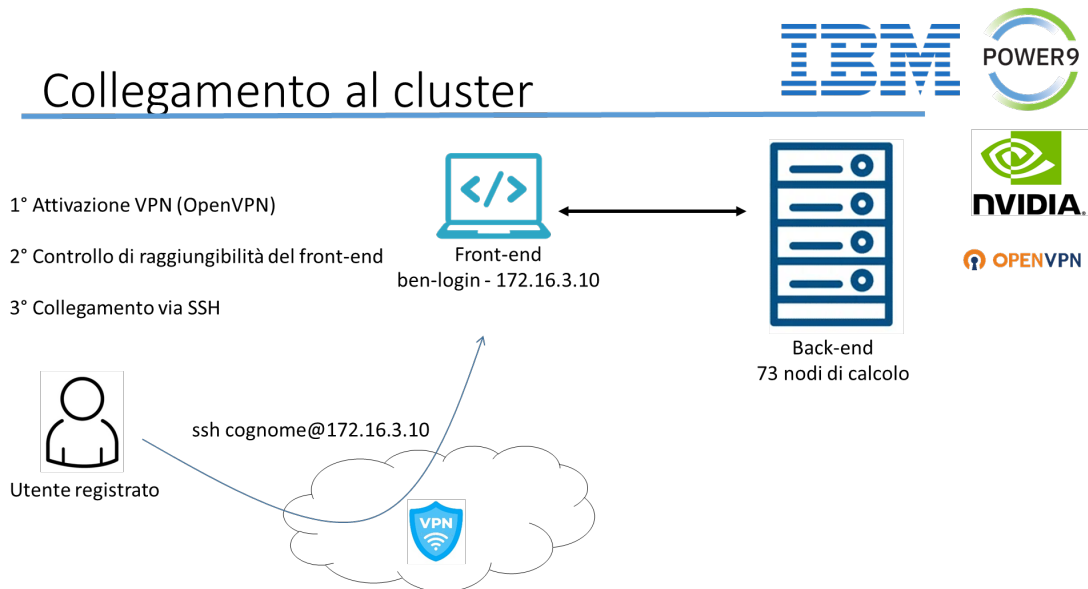 Collegamento al cluster
IBM
POWER9
NVIDIA.
OPENVPN
1° Attivazione VPN (OpenVPN)
2° Controllo di raggiungibilità del front-end
3° Collegamento via SSH
</>
Front-end
ben-login - 172.16.3.10
Back-end
73 nodi di calcolo
ssh cognome@172.16.3.10
Utente registrato
VPN